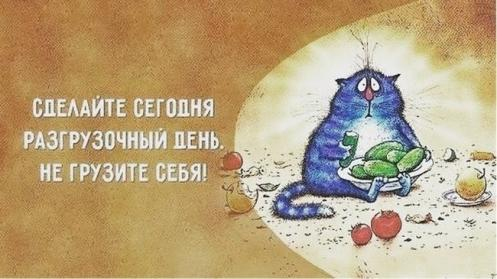 СДЕЛАЙТЕ СЕГОДНЯ
РАЗГРУЗОЧНЫЙ ДЕНЬ.
НЕ ГРУЗИТЕ СЕБЯ!